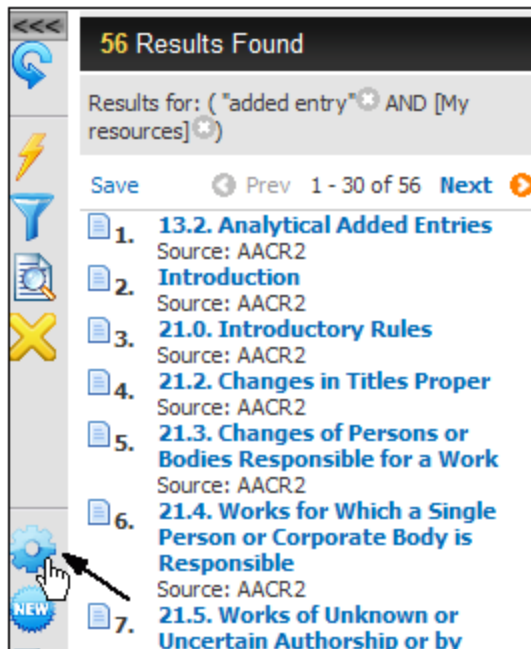 <<<
56 Results Found
Results for: ( "added entry" AND [My
resources] )
Save Prev 1 - 30 of 56 Next
1. 13.2. Analytical Added Entries
Source: AACR2
2. Introduction
Source: AACR2
3. 21.0. Introductory Rules
Source: AACR2
4. 21.2. Changes in Titles Proper
Source: AACR2
5. 21.3. Changes of Persons or
Bodies Responsible for a Work
Source: AACR2
6. 21.4. Works for Which a Single
Person or Corporate Body is
Responsible
Source: AACR2
NEW
7. 21.5. Works of Unknown or
Uncertain Authorship or by